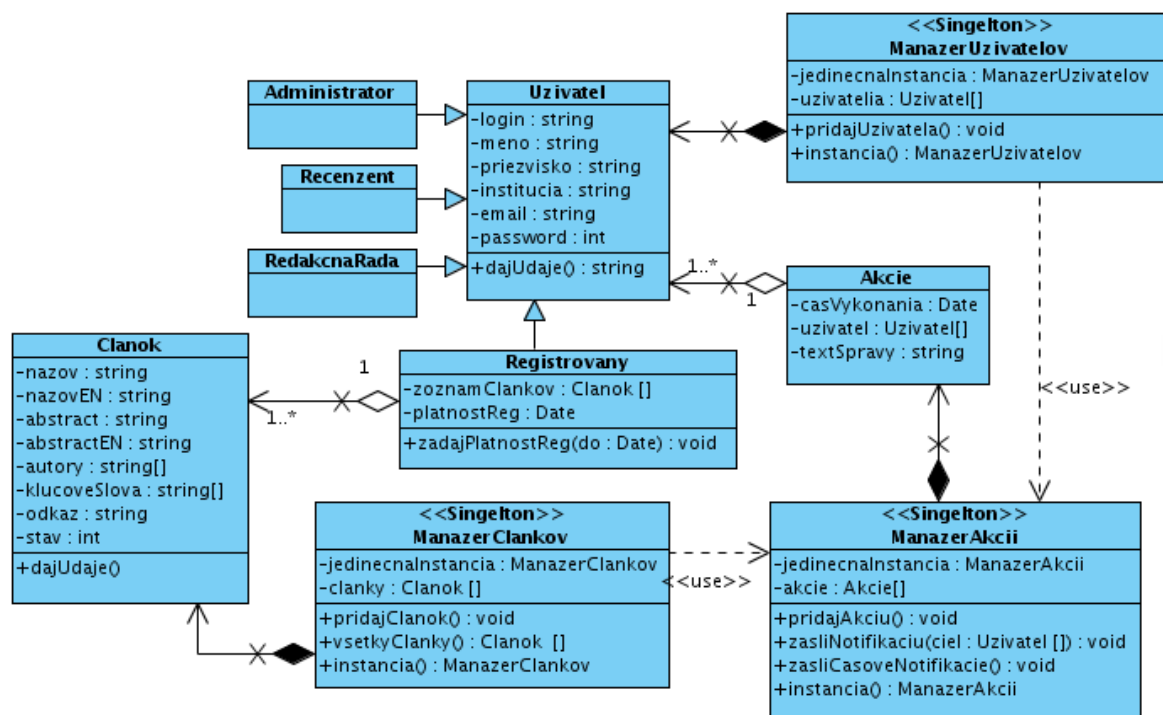 <<Singelton>>
ManazerUzivatelov
-jedinecnaInstancia : ManazerUzivatelov
-uzivatelia : Uzivatel[]
+pridajUzivatela() : void
+instancia() : ManazerUzivatelov
Administrator
Uzivatel
-login : string
-meno : string
-priezvisko : string
-institucia : string
-email : string
-password : int
+dajUdaje() : string
Recenzent
RedakcnaRada
1..*
1
Akcie
-casVykonania : Date
-uzivatel : Uzivatel[]
-textSpravy : string
<<use>>
Clanok
-nazov : string
-nazovEN : string
-abstract : string
-abstractEN : string
-autory : string[]
-klucoveSlova : string[]
-odkaz : string
-stav : int
+dajUdaje()
1
1..*
Registrovany
-zoznamClankov : Clanok []
-platnostReg : Date
+zadajPlatnostReg(do : Date) : void
<<Singelton>>
ManazerClankov
-jedinecnaInstancia : ManazerClankov
-clanky : Clanok []
+pridajClanok() : void
+vsetkyClanky() : Clanok []
+instancia() : ManazerClankov
<<use>>
<<Singelton>>
ManazerAkcii
-jedinecnaInstancia : ManazerAkcii
-akcie : Akcie[]
+pridajAkciu() : void
+zasliNotifikaciu(ciel : Uzivatel []) : void
+zasliCasoveNotifikacie() : void
+instancia() : ManazerAkcii